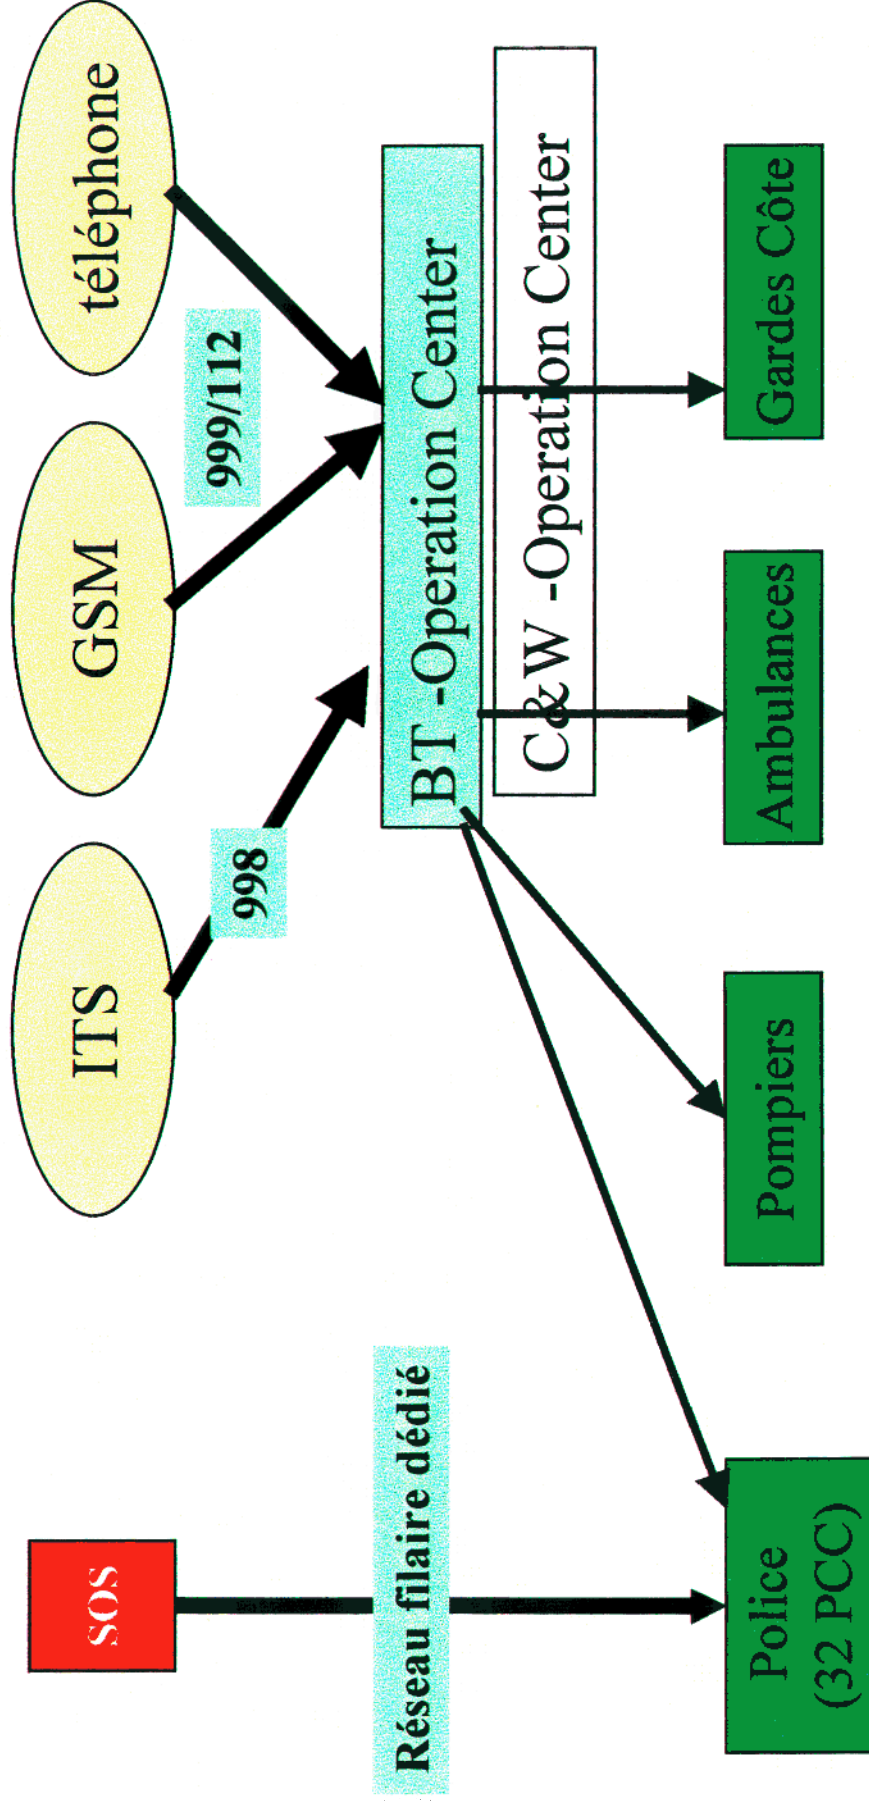 SOS
ITS
GSM
téléphone
998
999/112
Réseau filaire dédié
BT -Operation Center
C&W -Operation Center
Police
(32 PCC)
Pompiers
Ambulances
Gardes Côte